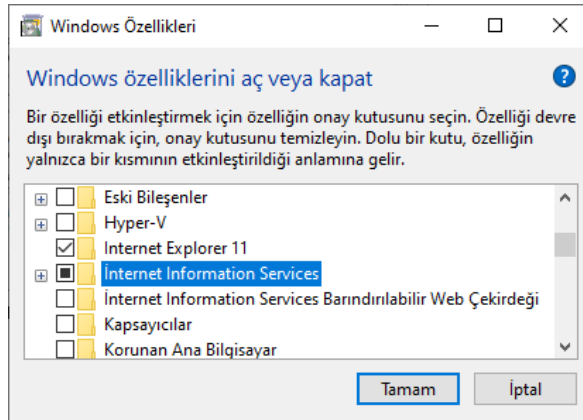 Windows Özellikleri
Windows özelliklerini aç veya kapat
Bir özelliği etkinleştirmek için özelliğin onay kutusunu seçin. Özelliği devre
dışı bırakmak için, onay kutusunu temizleyin. Dolu bir kutu, özelliğin
yalnızca bir kısmının etkinleştirildiği anlamına gelir.
Eski Bileşenler
Hyper-V
Internet Explorer 11
İnternet Information Services
İnternet Information Services Barındırılabilir Web Çekirdeği
Kapsayıcılar
Korunan Ana Bilgisayar
Tamam
İptal